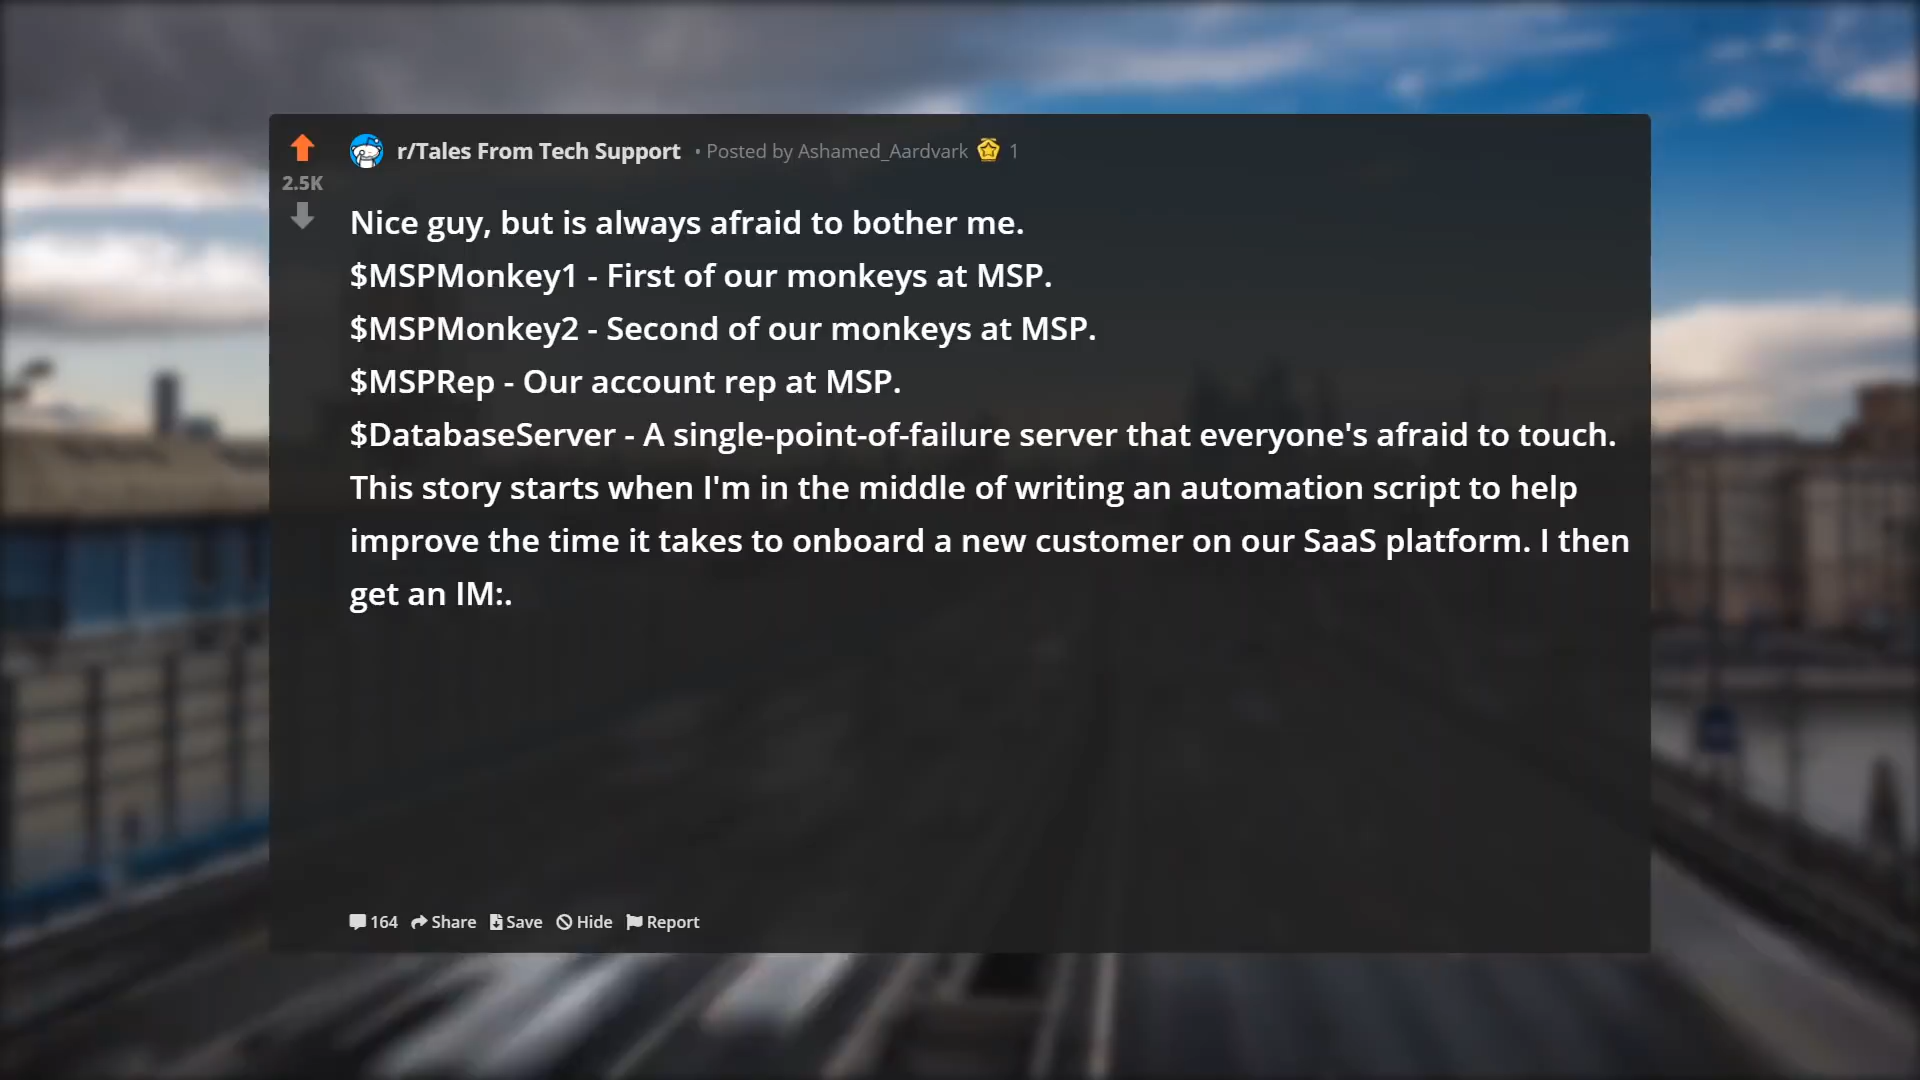 r/Tales From Tech Support • Posted by Ashamed_Aardvark 1
2.5K
Nice guy, but is always afraid to bother me.
$MSPMonkey1 - First of our monkeys at MSP.
$MSPMonkey2 - Second of our monkeys at MSP.
$MSPRep - Our account rep at MSP.
$DatabaseServer - A single-point-of-failure server that everyone's afraid to touch.
This story starts when I'm in the middle of writing an automation script to help
improve the time it takes to onboard a new customer on our SaaS platform. I then
get an IM:.
164 Share Save Hide Report